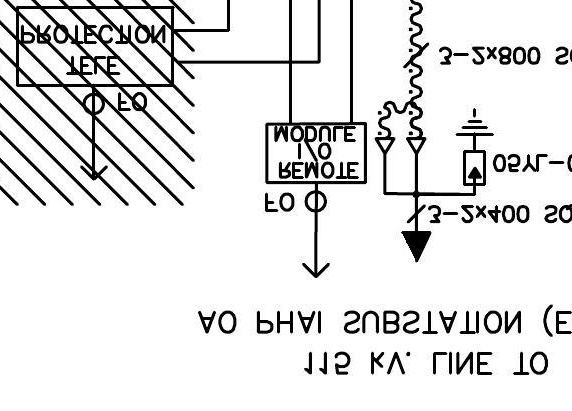 115 kV. LINE TO
AO PHAI SUBSTATION (E
3-2x400 SQ
FO
REMOTE
I/O
MODULE
05YL-
FO
TELE
PROTECTION
3-2x800 SQ